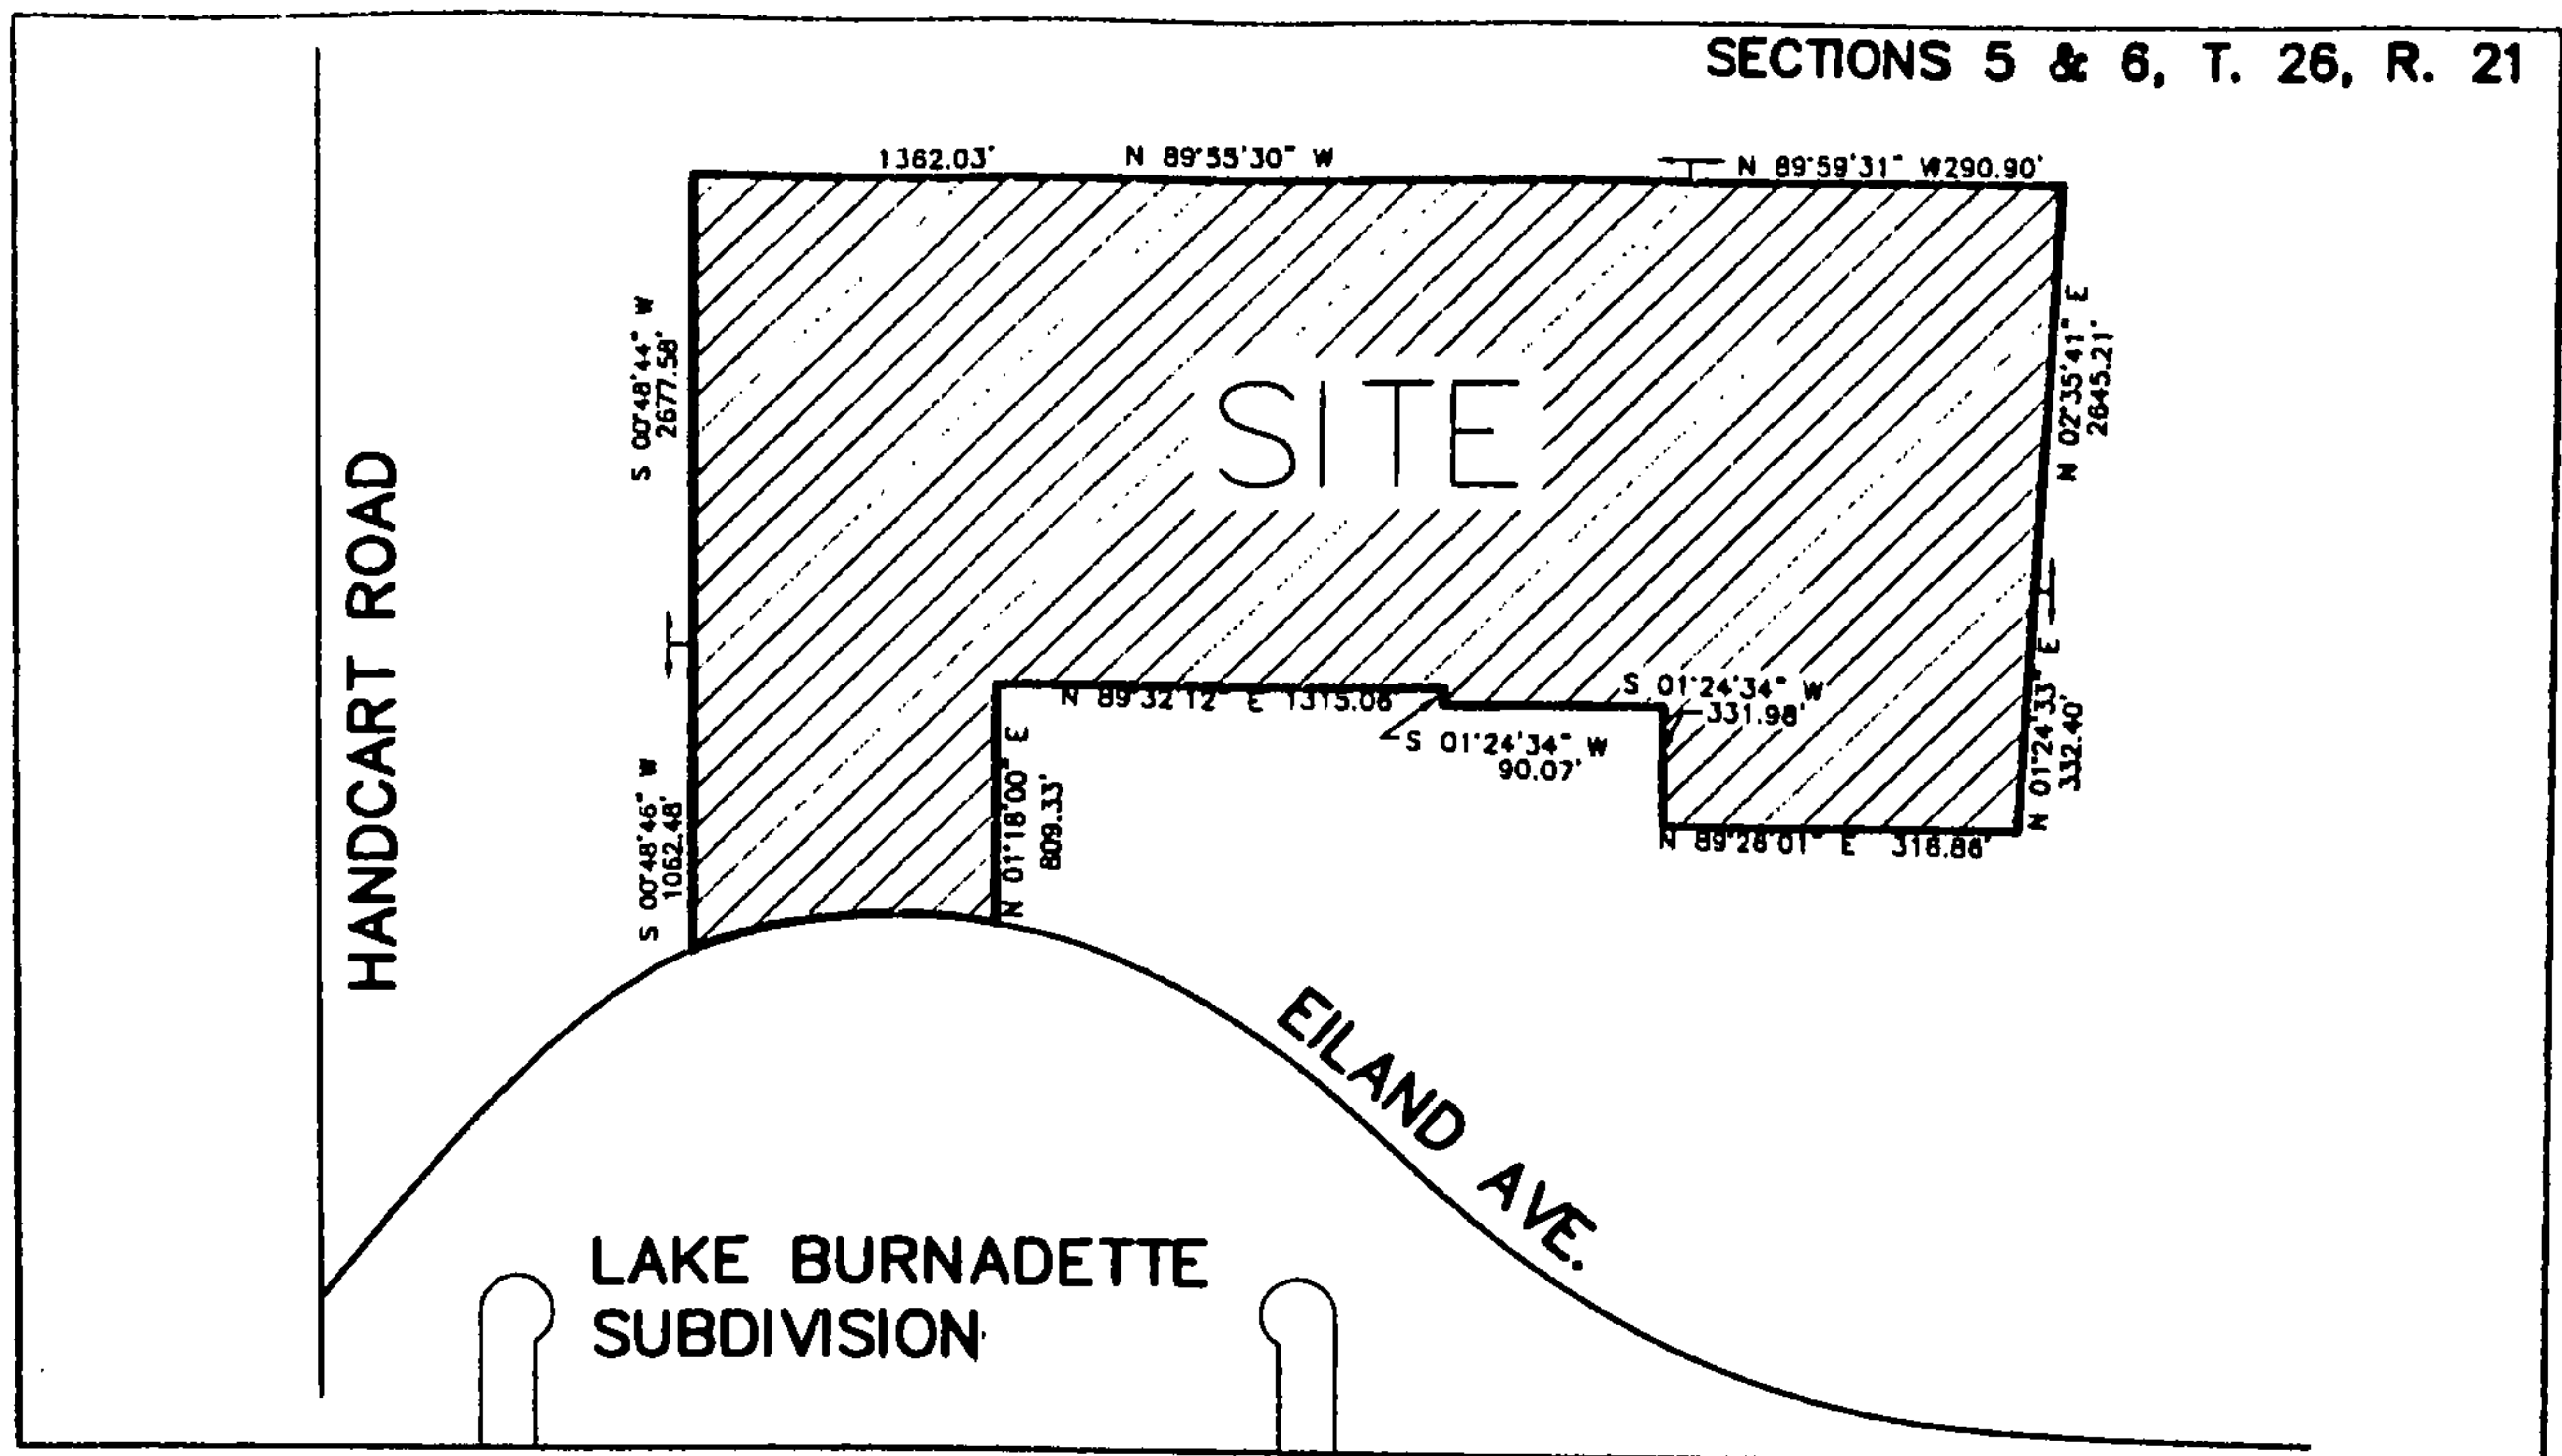 SECTIONS 5 & 6, T. 26, R. 21
1362.03' N 89°55'30" W
N 89°59'31" W290.90'
S 00°48'44" W
2677.58'
N 02°35'41" E
2645.21'
SITE
HANDCART ROAD
N 89°32'12" E 1315.06'
S 01°24'34" W
331.98'
S 01°24'34" W
90.07'
N 01°24'33" E
332.40'
N 89°28'01" E 316.86'
S 00°48'46" W
1062.48'
N 01°18'00" E
809.33'
EILAND AVE.
LAKE BURNADETTE
SUBDIVISION